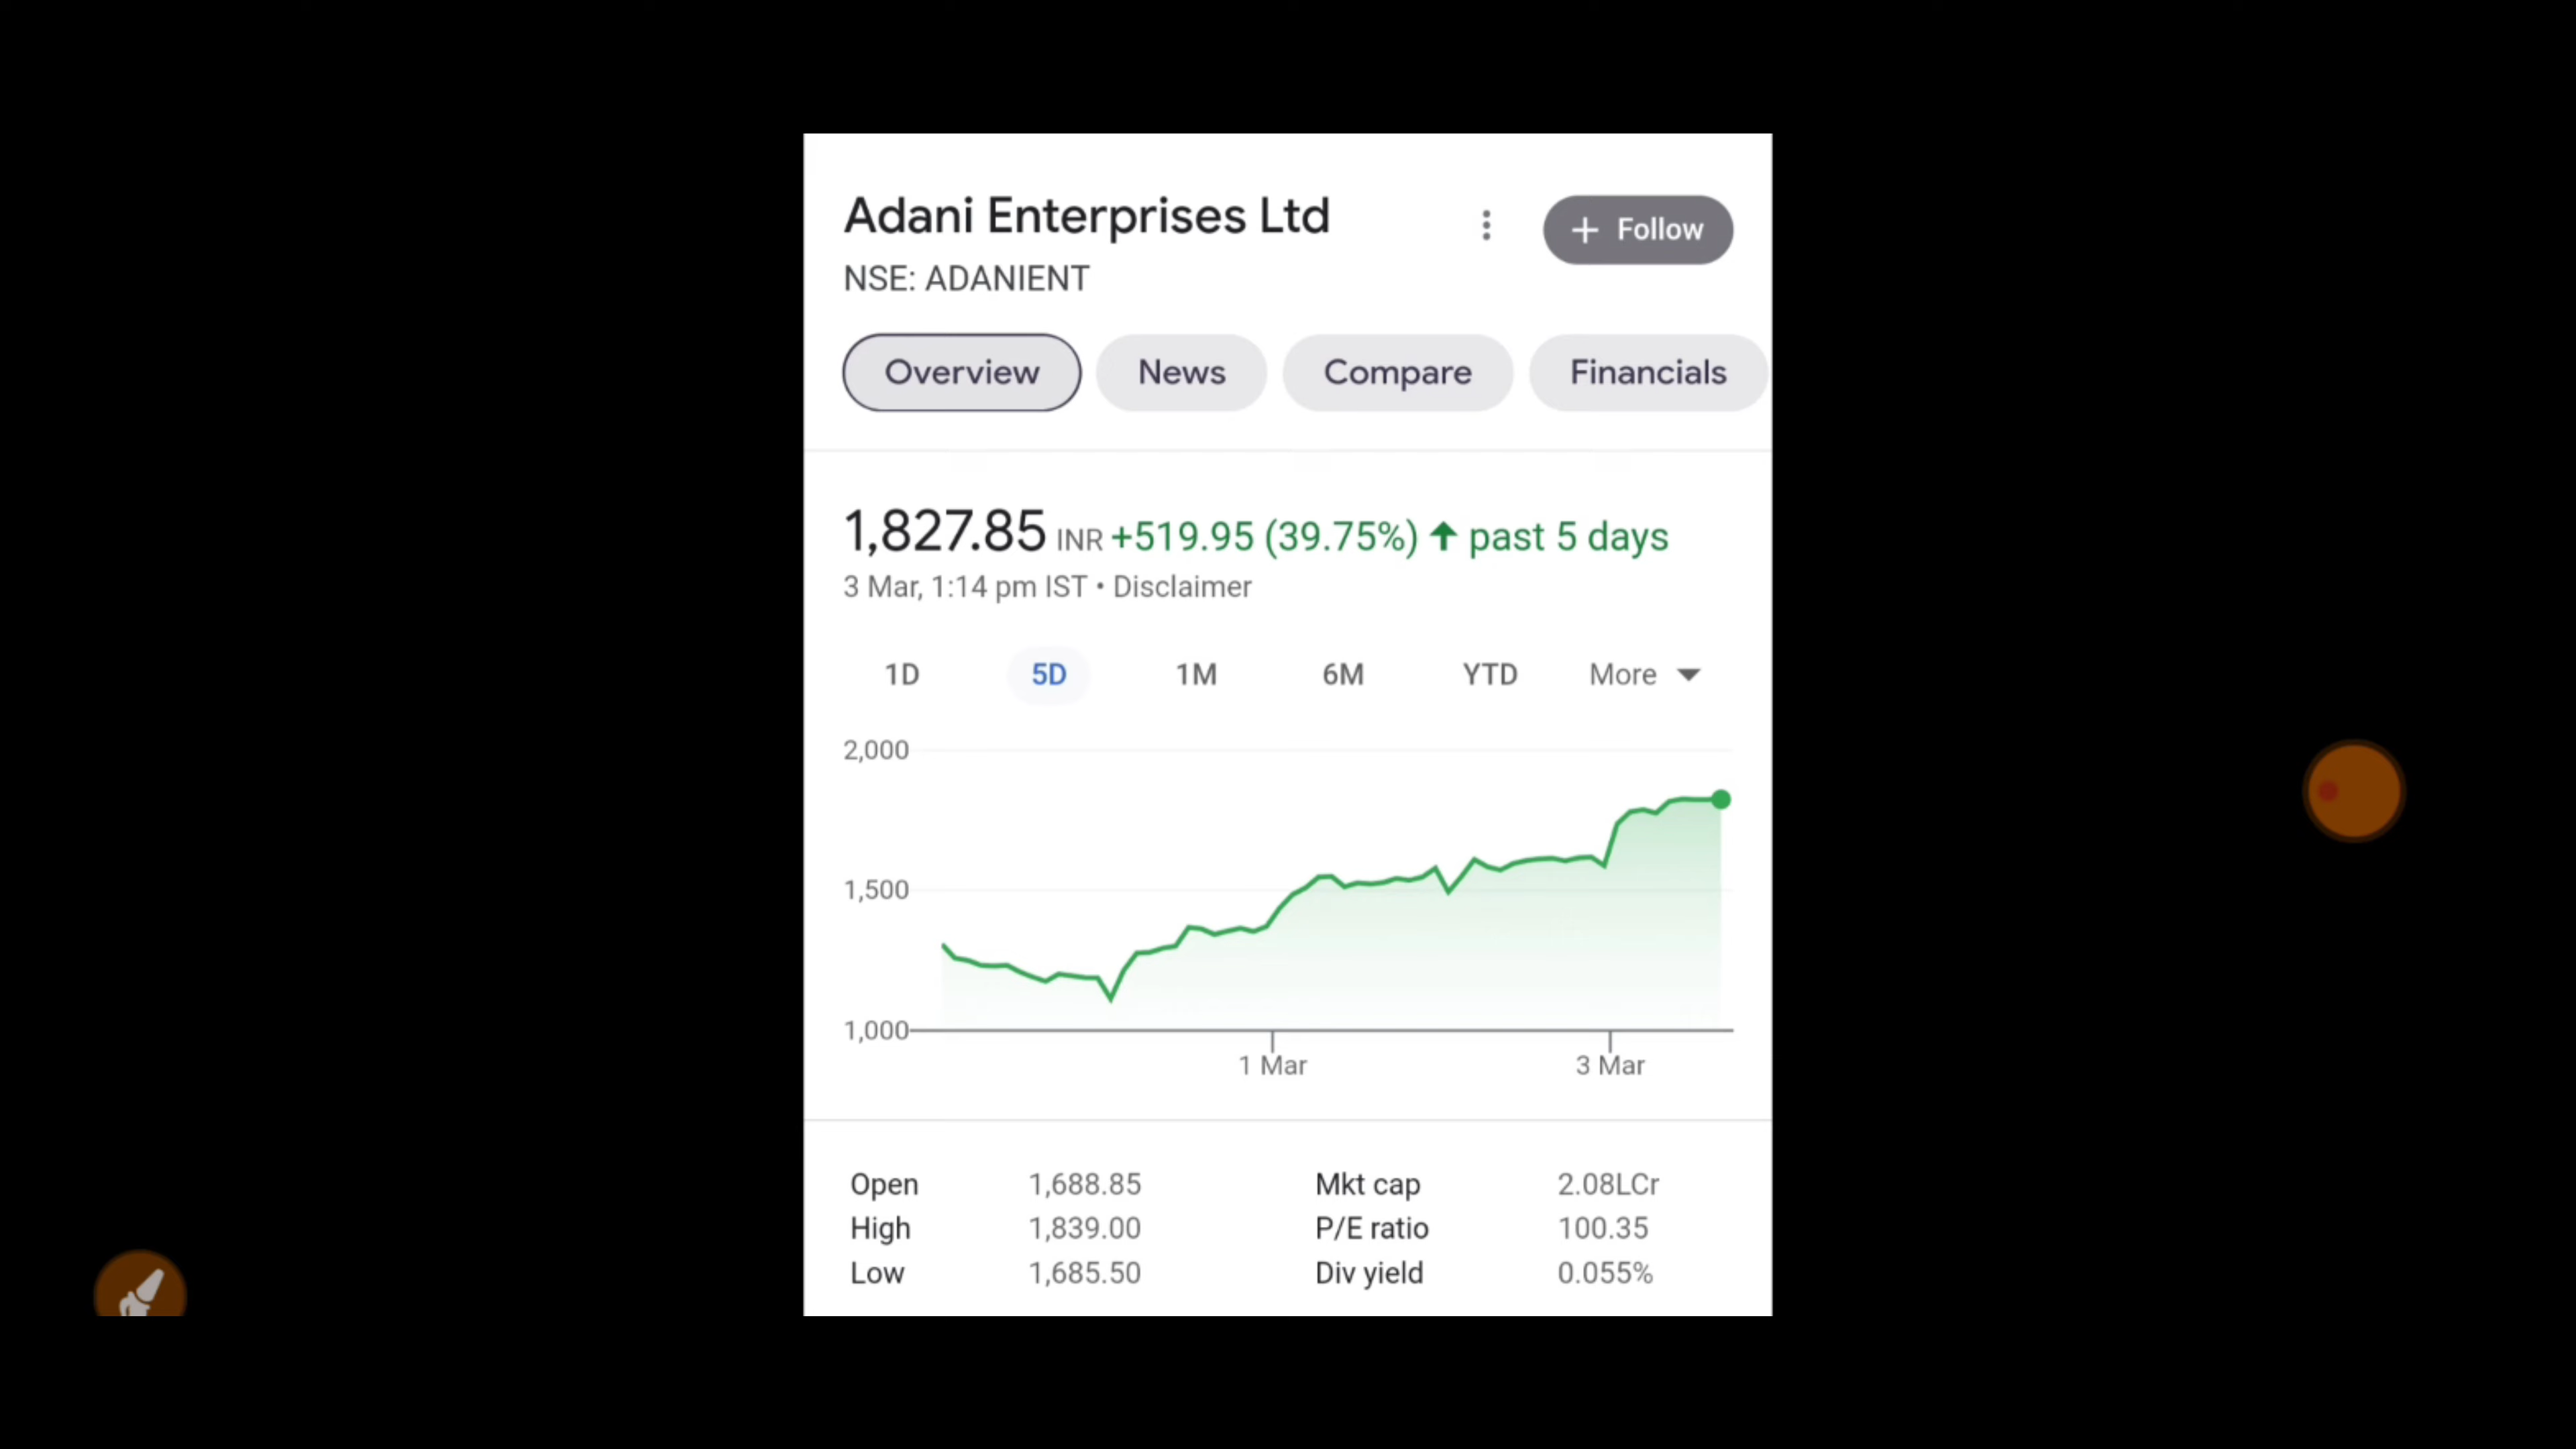 Adani Enterprises Ltd
+ Follow
NSE: ADANIENT
Overview News Compare Financials
1,827.85 INR +519.95 (39.75%) ↑ past 5 days
3 Mar, 1:14 pm IST • Disclaimer
1D 5D 1M 6M YTD More
2,000
1,500
1,000
1 Mar 3 Mar
Open 1,688.85 Mkt cap 2.08LCr
High 1,839.00 P/E ratio 100.35
Low 1,685.50 Div yield 0.055%